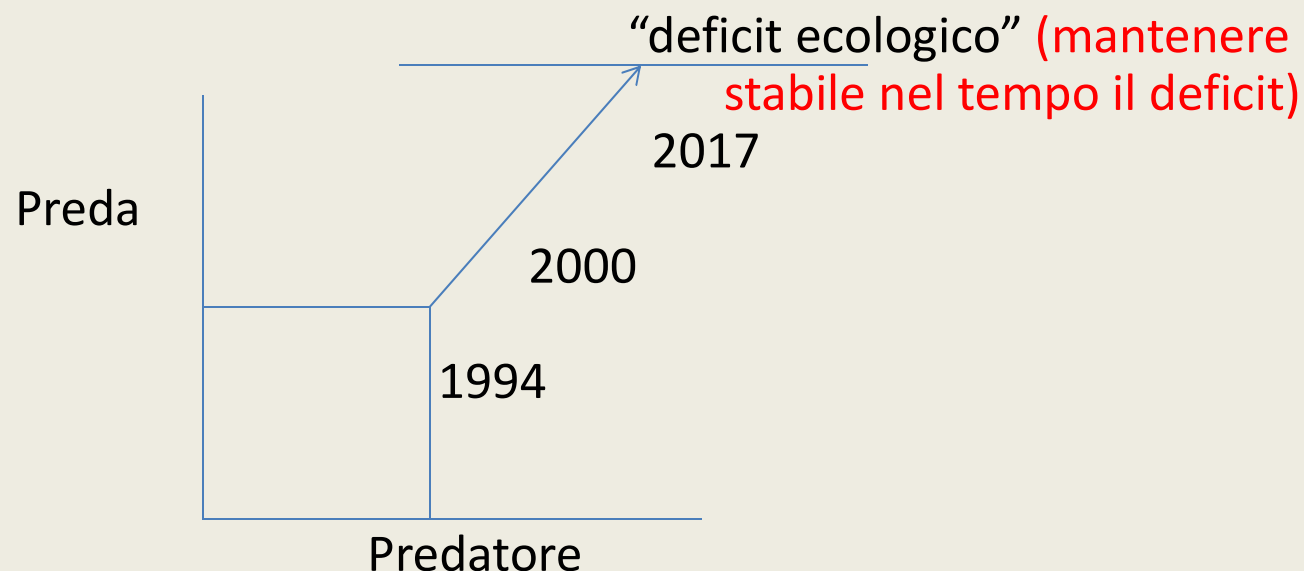 “deficit ecologico” (mantenere
stabile nel tempo il deficit)
2017
Preda
2000
1994
Predatore